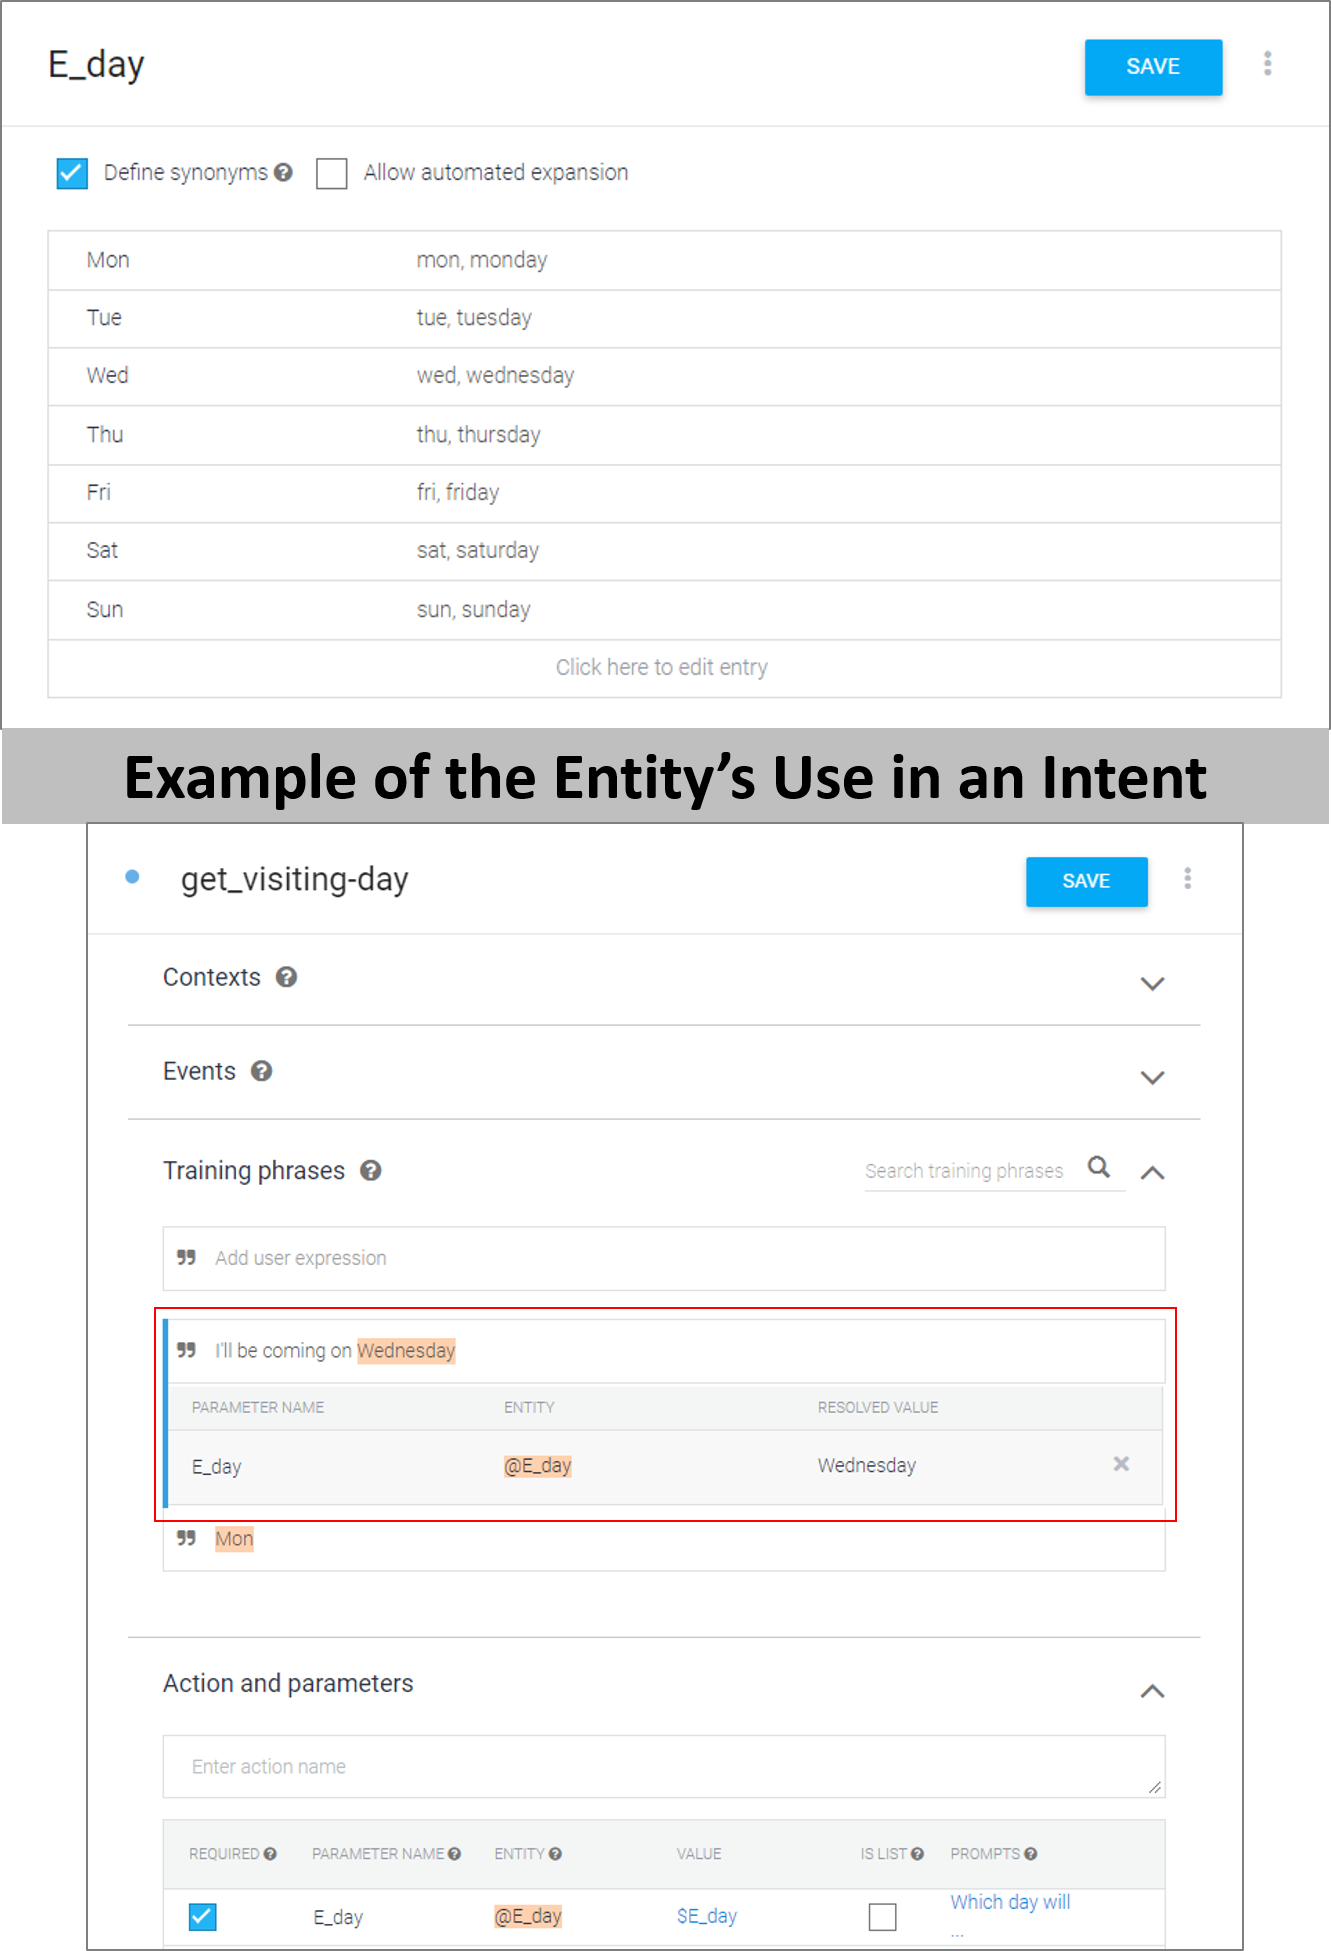 E_day
SAVE
Define synonyms ? Allow automated expansion
Mon mon, monday
Tue tue, tuesday
Wed wed, wednesday
Thu thu, thursday
Fri fri, friday
Sat sat, saturday
Sun sun, sunday
Click here to edit entry
Example of the Entity’s Use in an Intent
get_visiting-day
SAVE
Contexts ?
Events ?
Training phrases ? Search training phrases
Add user expression
I'll be coming on Wednesday
PARAMETER NAME ENTITY RESOLVED VALUE
E_day @E_day Wednesday
Mon
Action and parameters
Enter action name
REQUIRED ? PARAMETER NAME ? ENTITY ? VALUE IS LIST ? PROMPTS ?
E_day @E_day $E_day Which day will
...